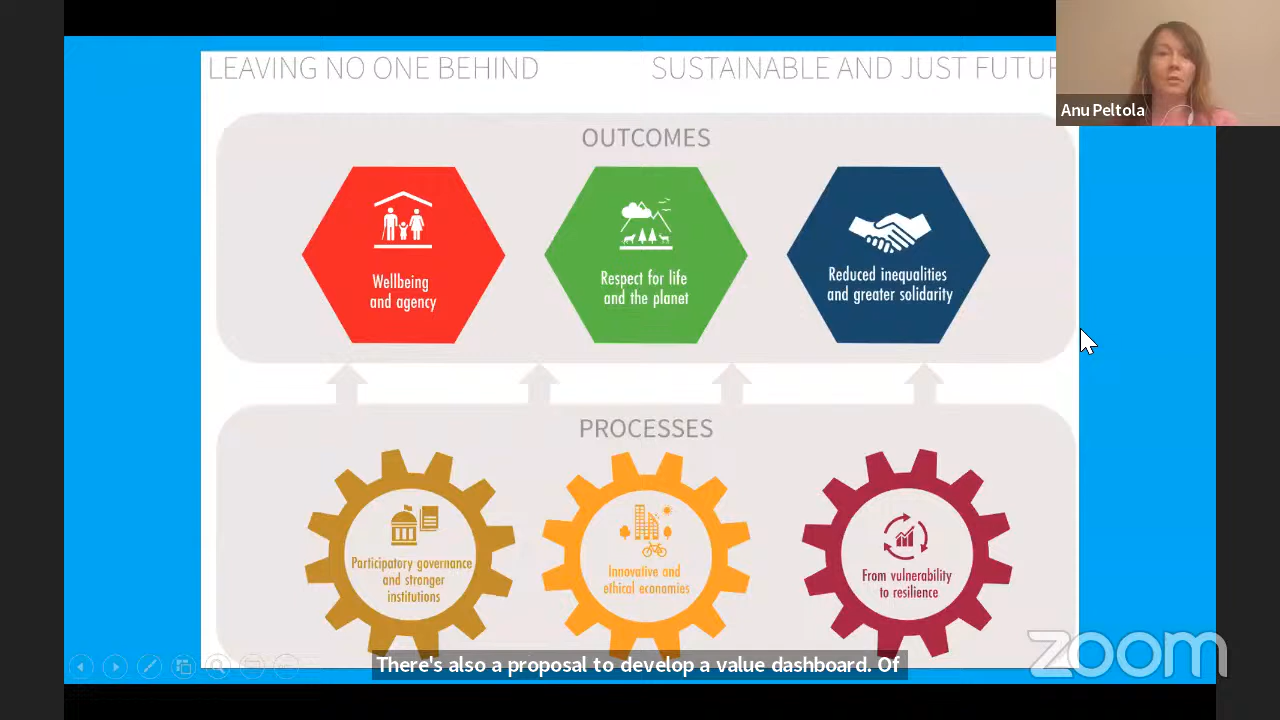 LEAVING NO ONE BEHIND
SUSTAINABLE AND JUST FUTUR
Anu Peltola
OUTCOMES
Wellbeing
and agency
Respect for life
and the planet
Reduced inequalities
and greater solidarity
PROCESSES
Participatory governance
and stronger
institutions
Innovative and
ethical economies
From vulnerability
to resilience
There's also a proposal to develop a value dashboard. Of
zoom